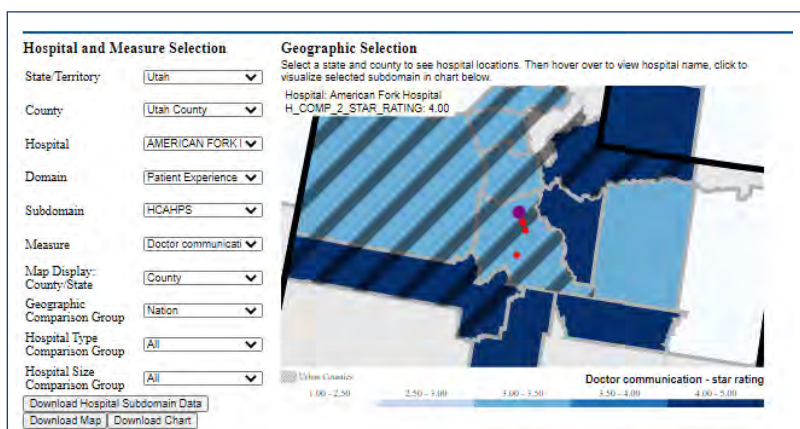 Hospital and Measure Selection
State/Territory
Utah
County
Utah County
Hospital
AMERICAN FORK
Domain
Patient Experience
Subdomain
HCAHPS
Measure
Doctor communicati
Map Display:
County/State
County
Geographic
Comparison Group
Nation
Hospital Type
Comparison Group
All
Hospital Size
Comparison Group
All
Download Hospital Subdomain Data
Download Map
Download Chart
Geographic Selection
Select a state and county to see hospital locations. Then hover over to view hospital name, click to
visualize selected subdomain in chart below.
Hospital: American Fork Hospital
H_COMP_2_STAR_RATING: 4.00
Urban Counties
Doctor communication - star rating
1.00 - 2.50
2.50 - 3.00
3.00 - 3.50
3.50 - 4.00
4.00 - 5.00